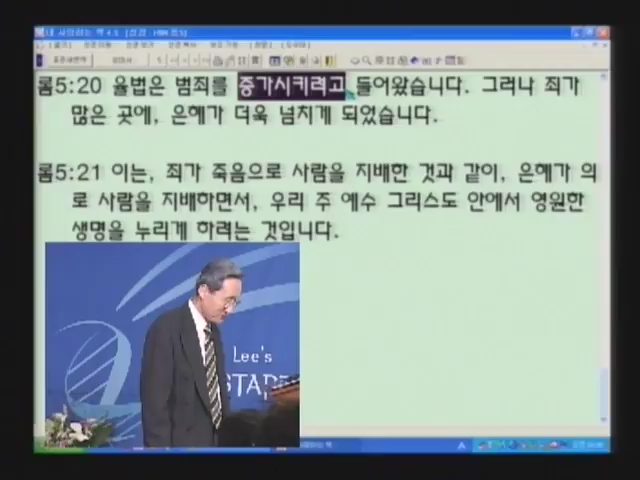 롬5:20 율법은 범죄를 증가시키려고 들어왔습니다. 그러나 죄가
많은 곳에, 은혜가 더욱 넘치게 되었습니다.
롬5:21 이는, 죄가 죽음으로 사람을 지배한 것과 같이, 은혜가 의
로 사람을 지배하면서, 우리 주 예수 그리스도 안에서 영원한
생명을 누리게 하려는 것입니다.
Lee's